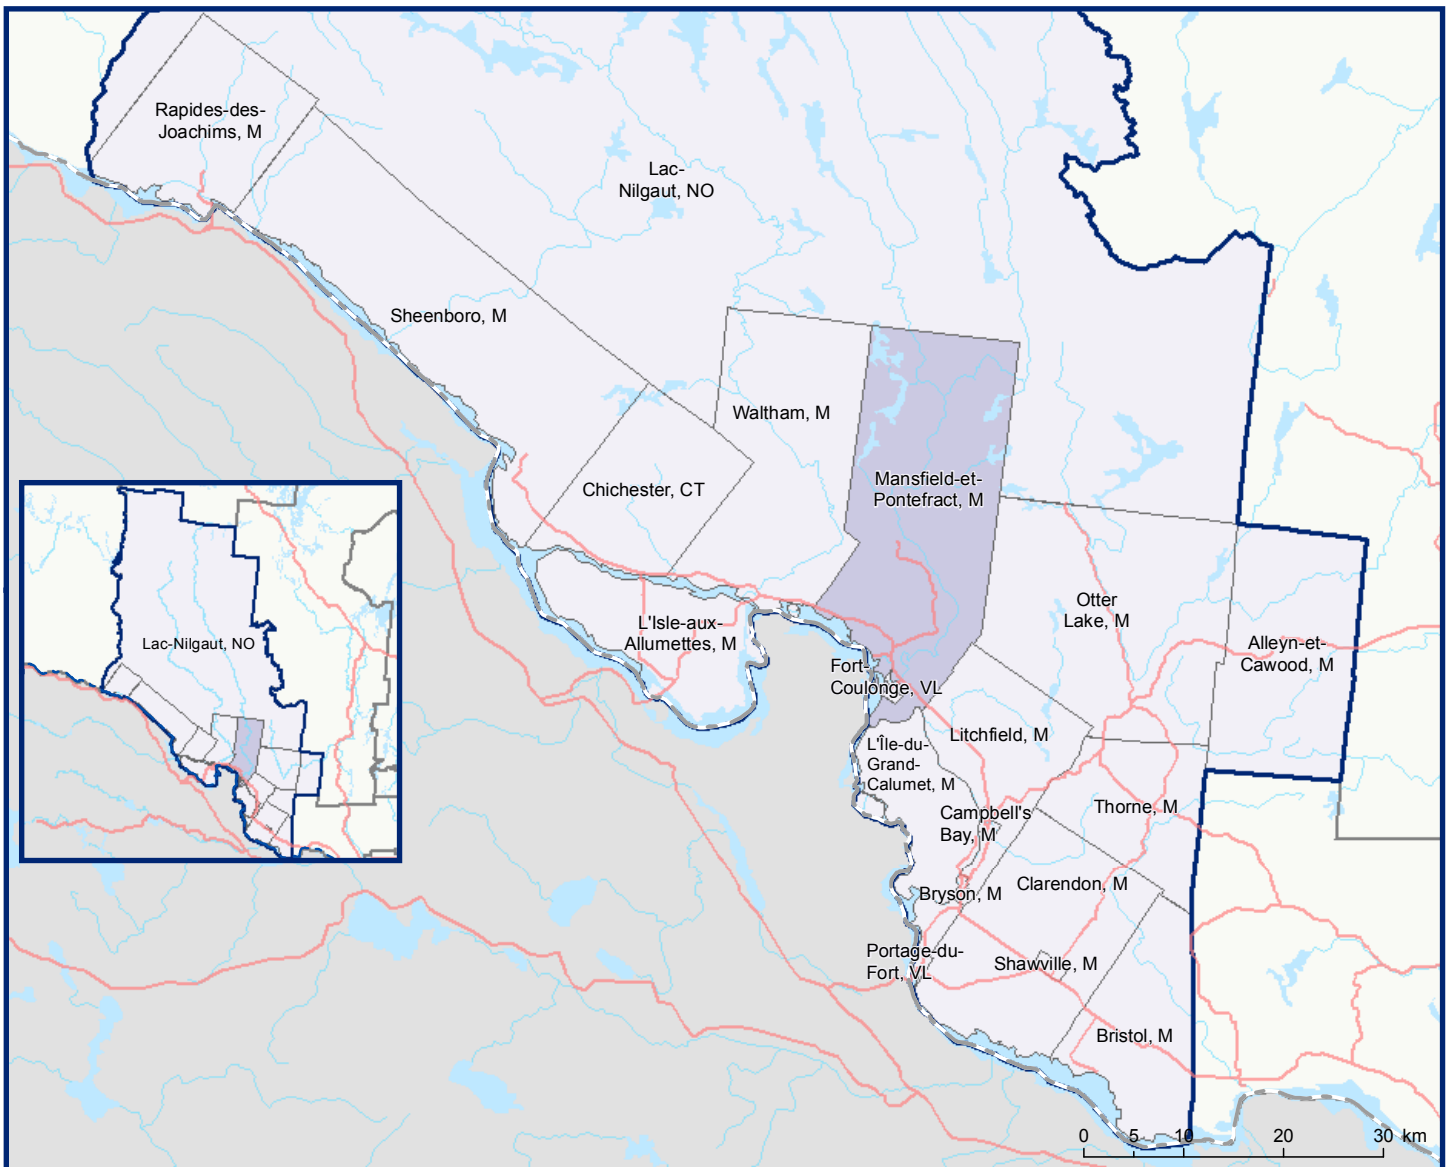 Rapides-des-
Joachims, M
Lac-
Nilgaut, NO
Sheenboro, M
Waltham, M
Chichester, CT
Mansfield-et-
Pontefract, M
L'Isle-aux-
Allumettes, M
Otter
Lake, M
Alleyn-et-
Cawood, M
Lac-Nilgaut, NO
Fort-
Coulonge, VL
Litchfield, M
L'Île-du-
Grand-
Calumet, M
Campbell's
Bay, M
Thorne, M
Bryson, M
Clarendon, M
Portage-du-
Fort, VL
Shawville, M
Bristol, M
0 5 10 20 30 km